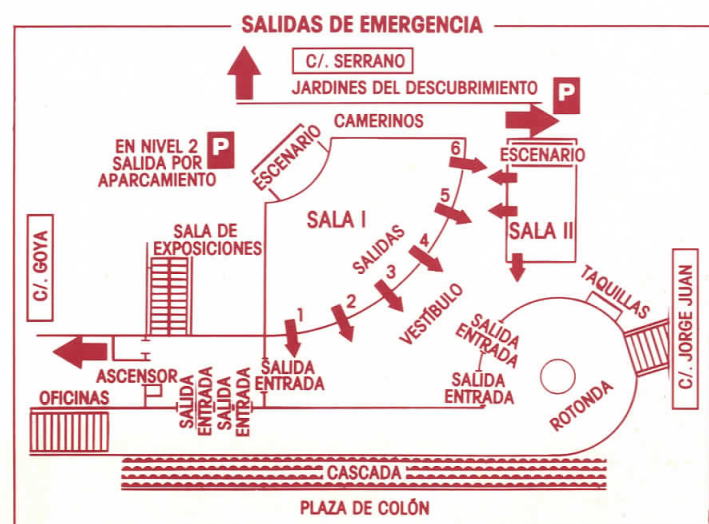 SALIDAS DE EMERGENCIA
C/. SERRANO
JARDINES DEL DESCUBRIMIENTO
P
CAMERINOS
EN NIVEL 2
SALIDA POR
APARCAMIENTO
P
ESCENARIO
6
ESCENARIO
5
SALA I
SALA II
4
SALIDAS
3
2
1
SALA DE
EXPOSICIONES
C/. GOYA
VESTÍBULO
TAQUILLAS
C/. JORGE JUAN
SALIDA
ENTRADA
SALIDA
ENTRADA
SALIDA
ENTRADA
ASCENSOR
SALIDA
ENTRADA
SALIDA
ENTRADA
OFICINAS
ROTONDA
CASCADA
PLAZA DE COLÓN